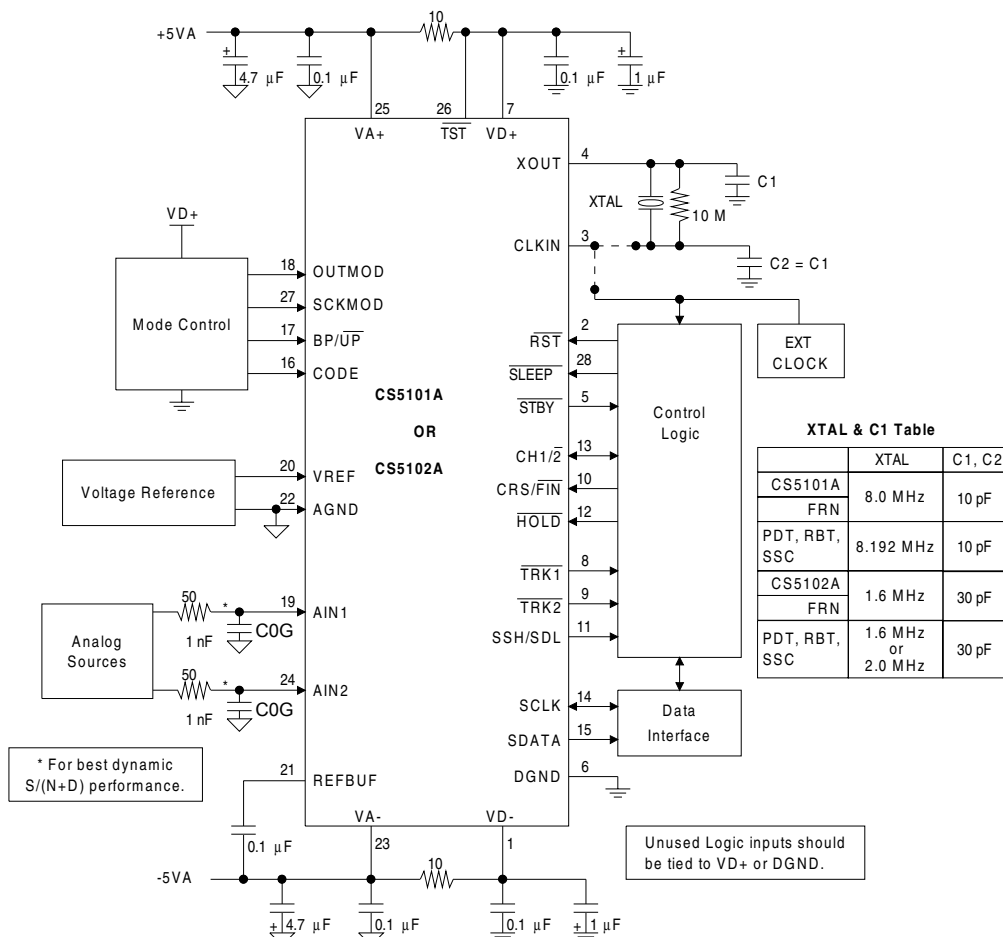 +5VA
10
+
4.7 µF
0.1 µF
0.1 µF
+
1 µF
25
26
7
VA+
TST
VD+
XOUT
4
C1
XTAL
10 M
CLKIN
3
C2 = C1
VD+
Mode Control
18
OUTMOD
27
SCKMOD
17
BP/UP
16
CODE
CS5101A
OR
CS5102A
RST
2
SLEEP
28
STBY
5
CH1/2
13
CRS/FIN
10
HOLD
12
TRK1
8
TRK2
9
SSH/SDL
11
Control
Logic
EXT
CLOCK
Voltage Reference
20
VREF
22
AGND
XTAL & C1 Table
XTAL C1, C2
CS5101A
FRN
8.0 MHz 10 pF
PDT, RBT,
SSC
8.192 MHz 10 pF
CS5102A
FRN
1.6 MHz 30 pF
PDT, RBT,
SSC
1.6 MHz
or
2.0 MHz
30 pF
Analog
Sources
50
*
19
AIN1
1 nF
C0G
50
*
24
AIN2
1 nF
C0G
SCLK
14
SDATA
15
Data
Interface
DGND
6
* For best dynamic
S/(N+D) performance.
21
REFBUF
0.1 µF
VA-
VD-
23
1
Unused Logic inputs should
be tied to VD+ or DGND.
-5VA
10
+
4.7 µF
0.1 µF
0.1 µF
+
1 µF